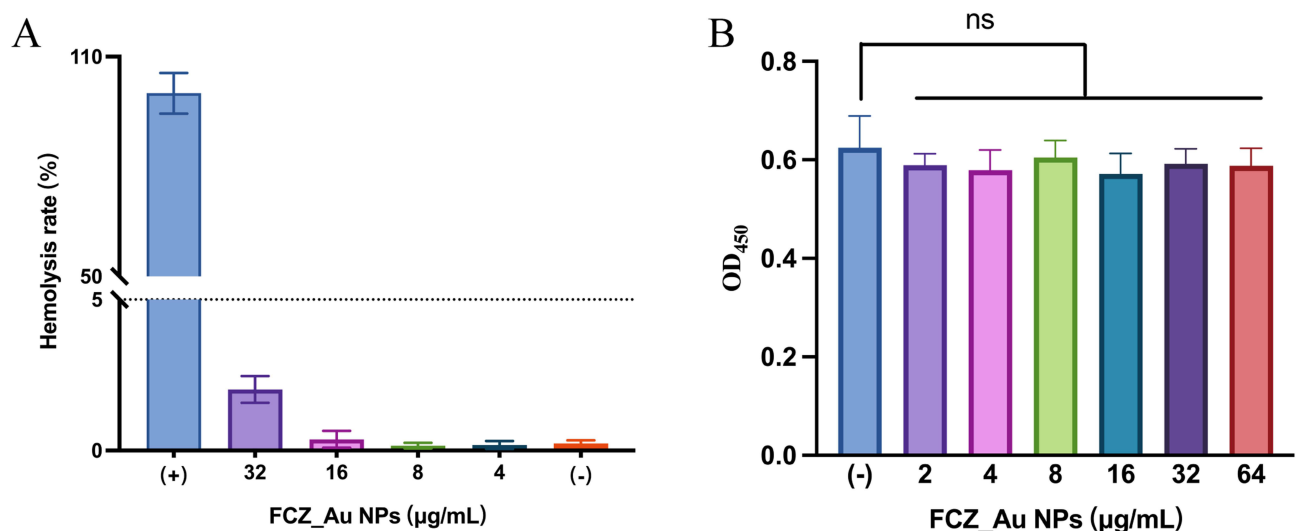 A
Hemolysis rate (%)
110
50
5
0
(+) 32 16 8 4 (-)
FCZ_Au NPs (μg/mL)
B
ns
OD450
0.8
0.6
0.4
0.2
0.0
(-) 2 4 8 16 32 64
FCZ_Au NPs (μg/mL)